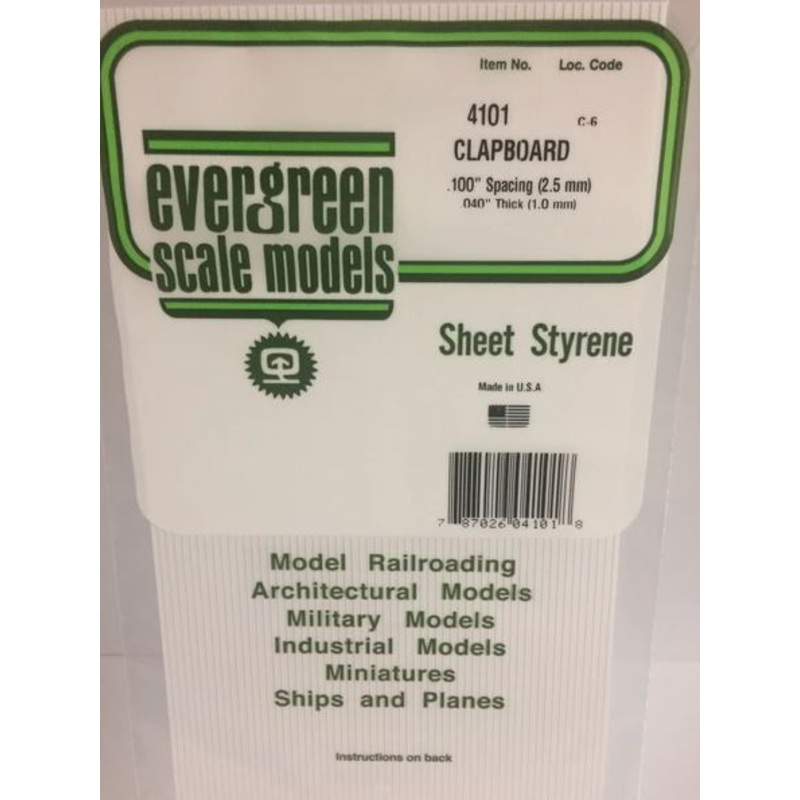 Item No. Loc. Code
4101 C-6
CLAPBOARD
.100" Spacing (2.5 mm)
.040" Thick (1.0 mm)
evergreen
scale models
Sheet Styrene
Made in U.S.A
7 87026 04101 8
Model Railroading
Architectural Models
Military Models
Industrial Models
Miniatures
Ships and Planes
Instructions on back